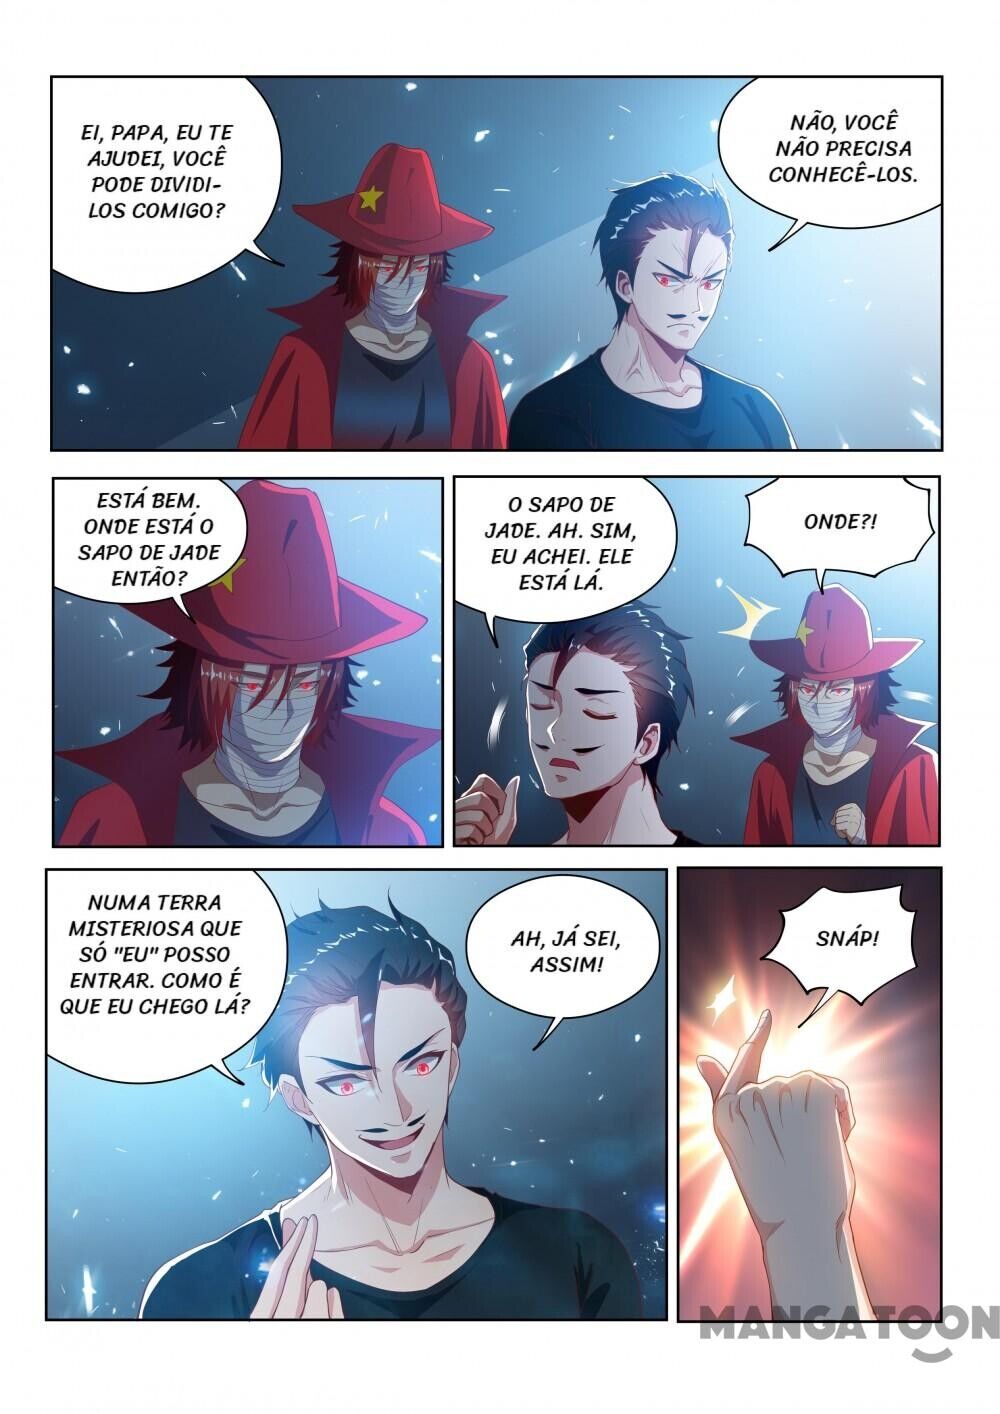 EI, PAPA, EU TE
AJUDEI, VOCÊ
PODE DIVIDI-
LOS COMIGO?
NÃO, VOCÊ
NÃO PRECISA
CONHECÊ-LOS.
ESTÁ BEM.
ONDE ESTÁ O
SAPO DE JADE
ENTÃO?
O SAPO DE
JADE. AH. SIM,
EU ACHEI. ELE
ESTÁ LÁ.
ONDE?!
NUMA TERRA
MISTERIOSA QUE
SÓ "EU" POSSO
ENTRAR. COMO É
QUE EU CHEGO LÁ?
AH, JÁ SEI,
ASSIM!
SNÁP!
MANGATOON